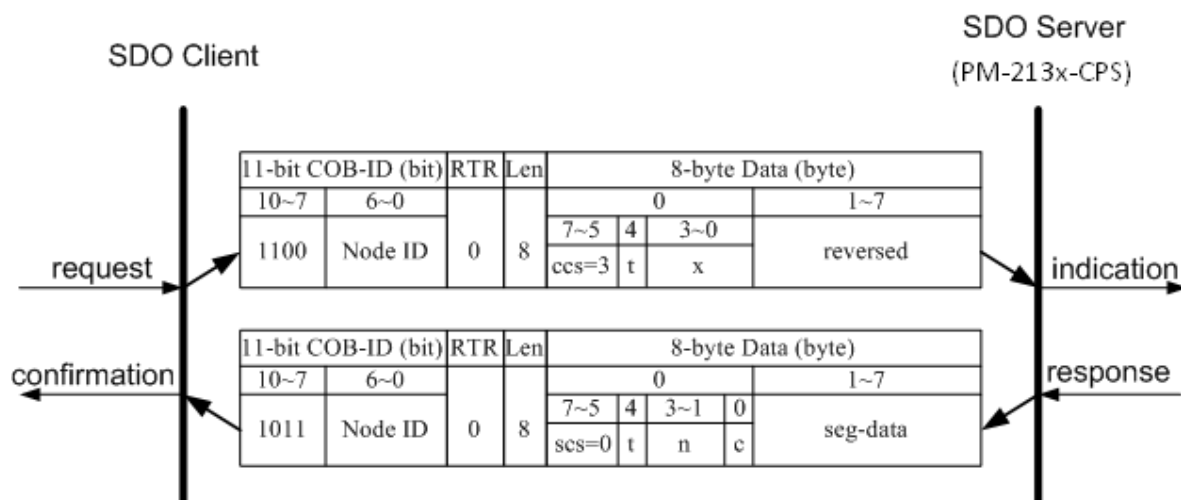 SDO Client
SDO Server
(PM-213x-CPS)
11-bit COB-ID (bit) RTR Len 8-byte Data (byte)
10~7 6~0 0 1~7
7~5 4 3~0
1100 Node ID 0 8 reversed
ccs=3 t x
request
indication
11-bit COB-ID (bit) RTR Len 8-byte Data (byte)
confirmation
response
10~7 6~0 0 1~7
7~5 4 3~1 0
1011 Node ID 0 8 seg-data
scs=0 t n c